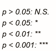 p > 0.05: N.S.
p < 0.05: *
p < 0.01: **
p < 0.001: ***